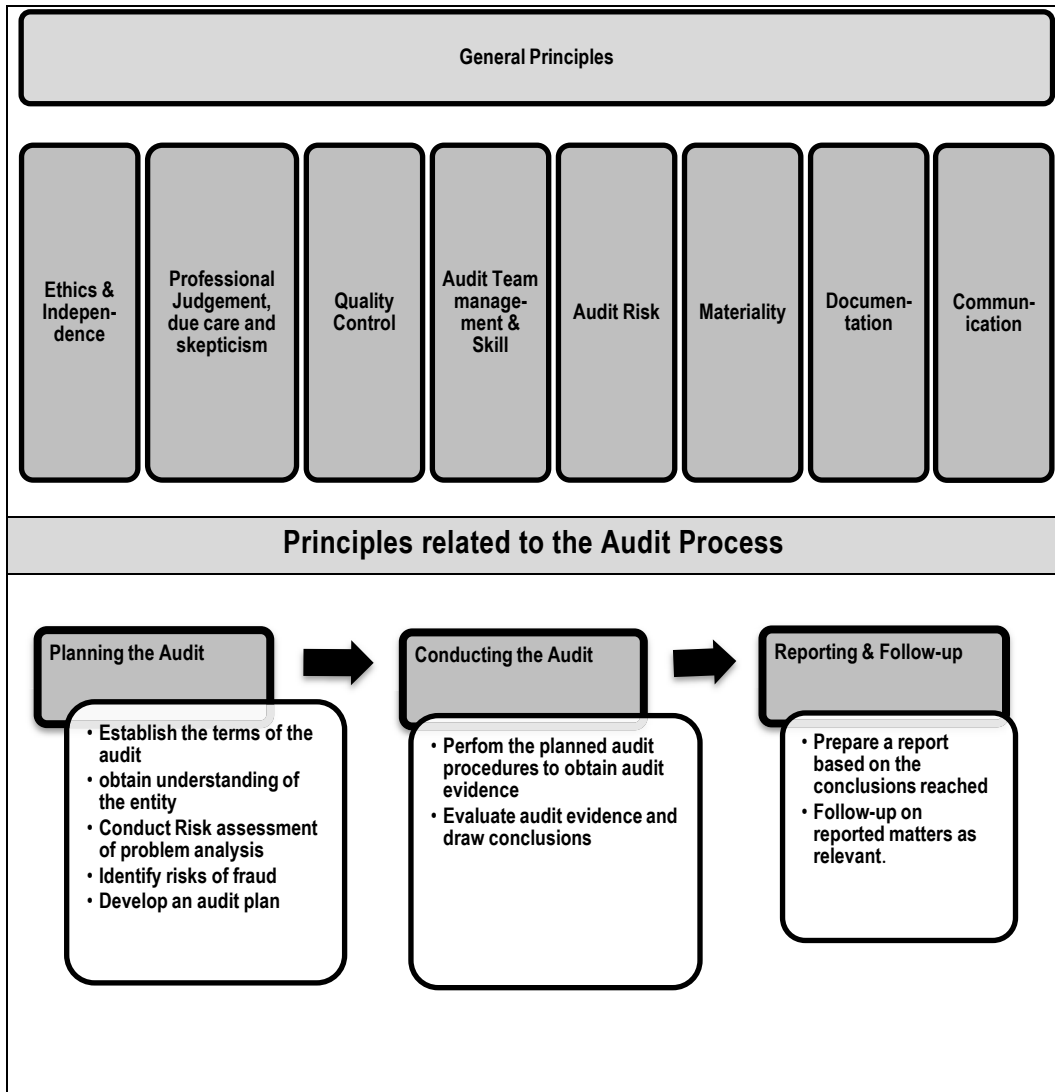 General Principles
Ethics &
Indepen-
dence
Professional
Judgement,
due care and
skepticism
Quality
Control
Audit Team
manage-
ment &
Skill
Audit Risk
Materiality
Documen-
tation
Commun-
ication
Principles related to the Audit Process
Planning the Audit
• Establish the terms of the
audit
• obtain understanding of
the entity
• Conduct Risk assessment
of problem analysis
• Identify risks of fraud
• Develop an audit plan
Conducting the Audit
• Perfom the planned audit
procedures to obtain audit
evidence
• Evaluate audit evidence and
draw conclusions
Reporting & Follow-up
• Prepare a report
based on the
conclusions reached
• Follow-up on
reported matters as
relevant.